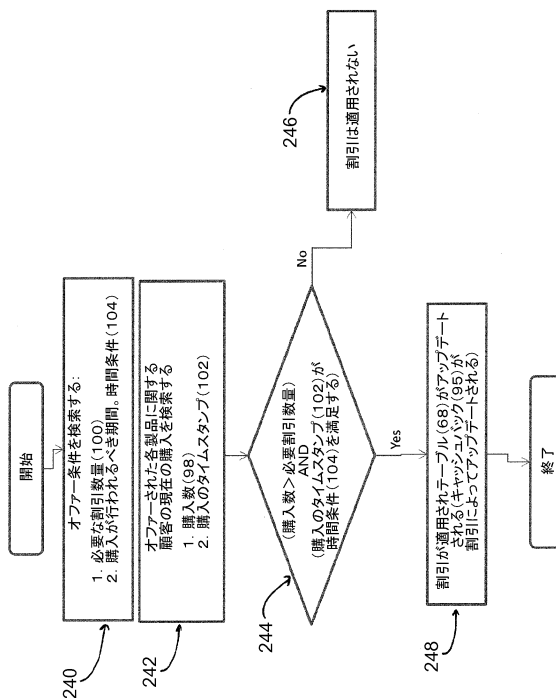 開始
オファー条件を検索する:
1. 必要な割引数量(100)
2. 購入が行われるべき期間。時間条件(104)
240
オファーされた各製品に関する
顧客の現在の購入を検索する
1. 購入数(98)
2. 購入のタイムスタンプ(102)
242
(購入数>必要割引数量)
AND
(購入のタイムスタンプ(102)が
時間条件(104)を満足する)
244
No
割引は適用されない
246
Yes
割引が適用されテーブル(68)がアップデート
される(キャッシュバック(95)が
割引によってアップデートされる)
248
終了